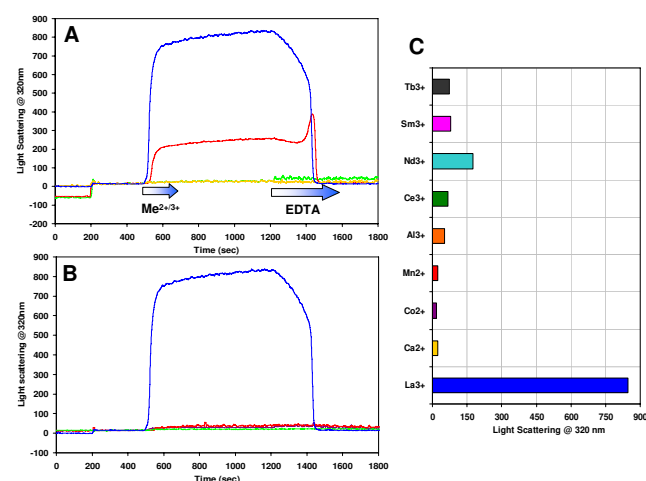 A
Light Scattering @ 320nm
900
800
700
600
500
400
300
200
100
0
-100
-200
Me2+/3+
EDTA
0 200 400 600 800 1000 1200 1400 1600 1800
Time (sec)
B
Light scattering @ 320nm
900
800
700
600
500
400
300
200
100
0
-100
0 200 400 600 800 1000 1200 1400 1600 1800
Time (sec)
C
Tb3+
Sm3+
Nd3+
Ce3+
Al3+
Mn2+
Co2+
Ca2+
La3+
0 150 300 450 600 750 900
Light Scattering @ 320 nm